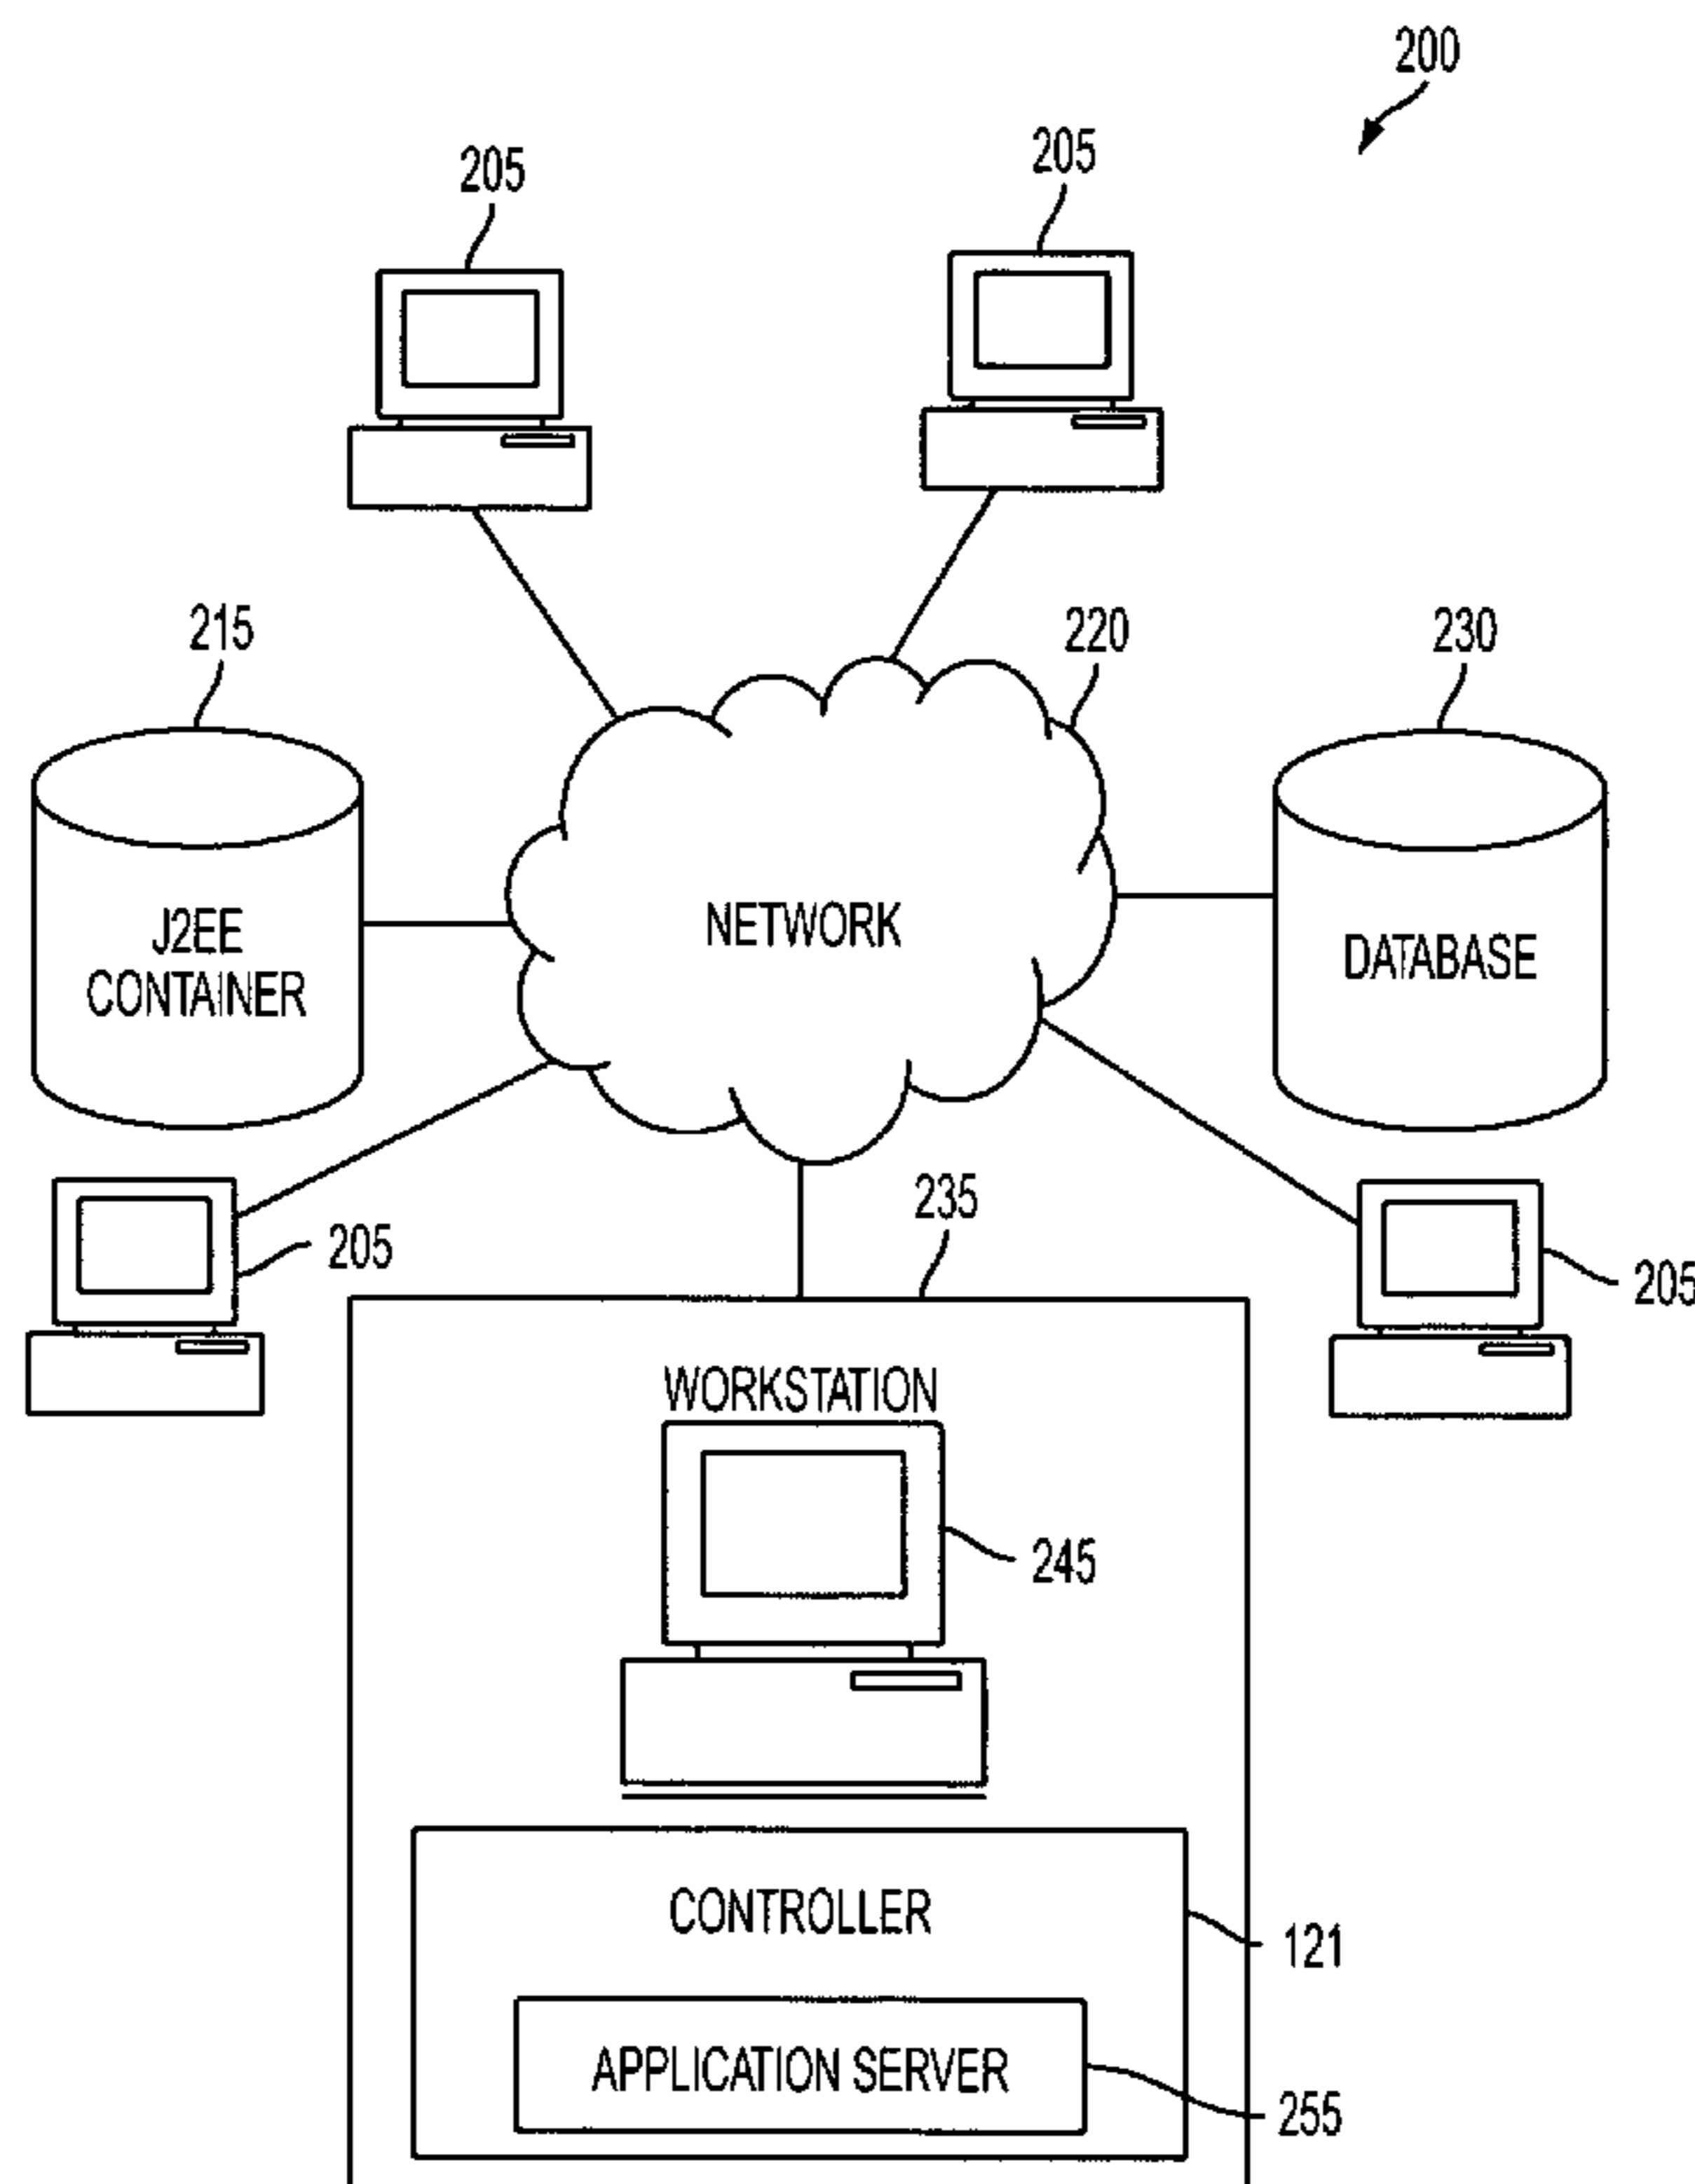 200
205
205
215
220
230
J2EE
CONTAINER
NETWORK
DATABASE
205
235
205
WORKSTATION
245
CONTROLLER
121
APPLICATION SERVER
255